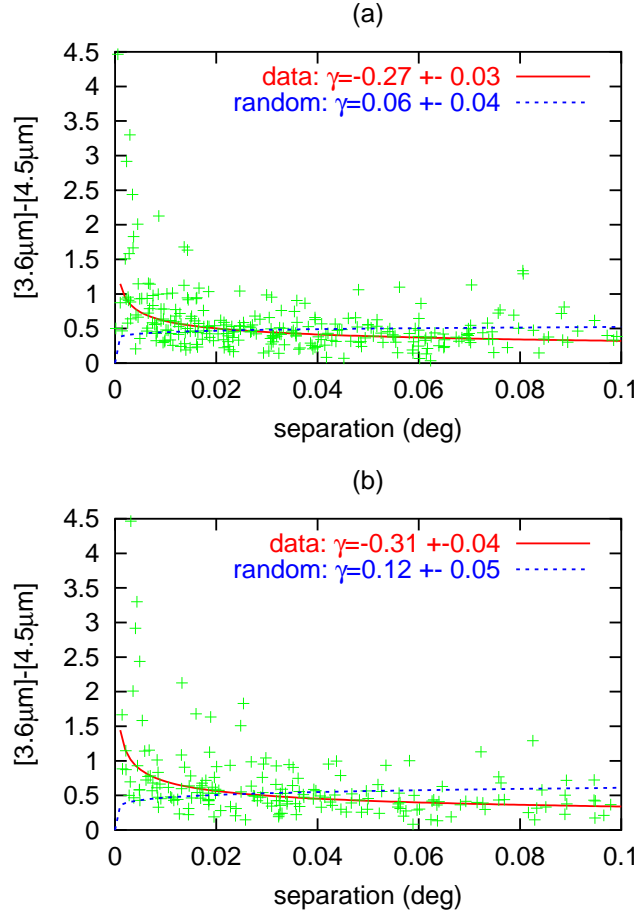 (a)
4.5
4
3.5
3
2.5
2
1.5
1
0.5
0
[3.6μm]-[4.5μm]
data: γ=-0.27 +- 0.03
random: γ=0.06 +- 0.04
0 0.02 0.04 0.06 0.08 0.1
separation (deg)
(b)
4.5
4
3.5
3
2.5
2
1.5
1
0.5
0
[3.6μm]-[4.5μm]
data: γ=-0.31 +-0.04
random: γ=0.12 +- 0.05
0 0.02 0.04 0.06 0.08 0.1
separation (deg)